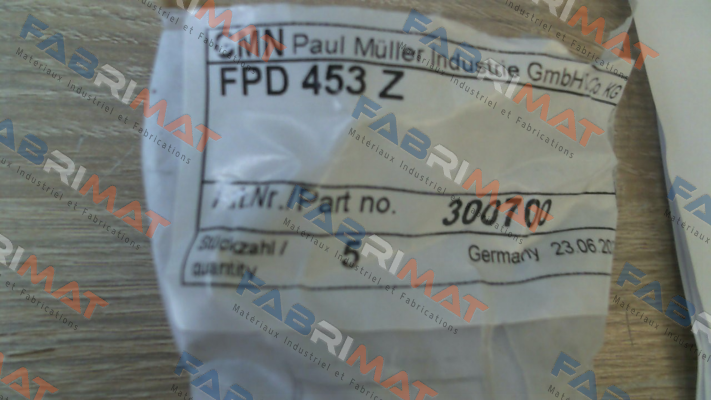 GMN Paul Müller Industrie GmbH Co KG
FPD 453 Z
Art.Nr./Part no. 300700
Stückzahl / 5 Germany 23.06.20
quantity
FABRIMAT
Materiaux Industriel et Fabrications